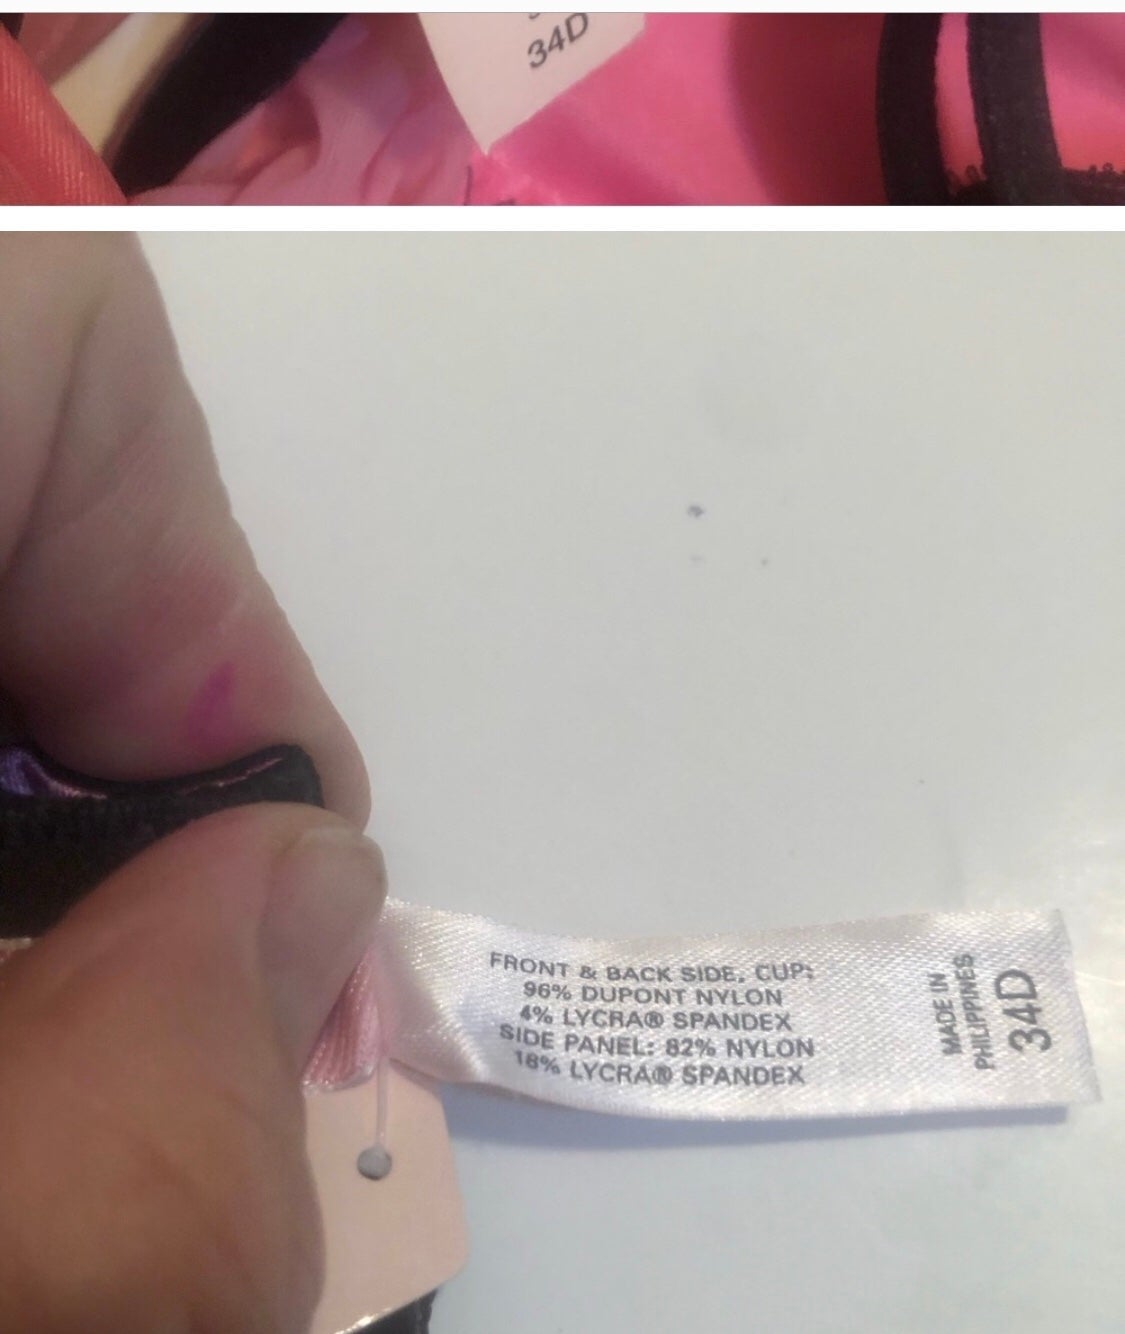 34D
FRONT & BACK SIDE, CUP:
96% DUPONT NYLON
4% LYCRA® SPANDEX
SIDE PANEL: 82% NYLON
18% LYCRA® SPANDEX
MADE IN
PHILIPPINES
34D